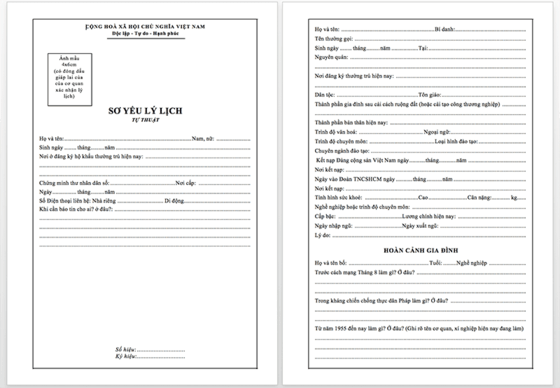 CỘNG HOÀ XÃ HỘI CHỦ NGHĨA VIỆT NAM
Độc lập - Tự do - Hạnh phúc
Ảnh mẫu
4x6cm
(có đóng dấu
giáp lai của
của cơ quan
xác nhận lý
lịch)
SƠ YẾU LÝ LỊCH
TỰ THUẬT
Họ và tên:.......... Nam, nữ: ..........
Sinh ngày ...... tháng.......... năm ..........
Nơi ở đăng ký hộ khẩu thường trú hiện nay: ..........
Chứng minh thư nhân dân số:.......... Nơi cấp: ..........
Ngày.......... tháng..........năm ..........
Số Điện thoại liên hệ: Nhà riêng .......... Di động..........
Khi cần báo tin cho ai? ở đâu?: ..........
Số hiệu:..........
Ký hiệu:..........
Họ và tên: .......... Bí danh:..........
Tên thường gọi: ..........
Sinh ngày ...... tháng..........năm .......... Tại: ..........
Nguyên quán: ..........
Nơi đăng ký thường trú hiện nay: ..........
Dân tộc: .......... Tôn giáo: ..........
Thành phần gia đình sau cải cách ruộng đất (hoặc cải tạo công thương nghiệp) ..........
Thành phần bản thân hiện nay: ..........
Trình độ văn hoá: .......... Ngoại ngữ: ..........
Trình độ chuyên môn: .......... Loại hình đào tạo: ..........
Chuyên ngành đào tạo: ..........
Kết nạp Đảng cộng sản Việt Nam ngày..........tháng..........năm ..........
Nơi kết nạp: ..........
Ngày vào Đoàn TNCSHCM ngày .......... tháng..........năm ..........
Nơi kết nạp: ..........
Tình hình sức khoẻ: ..........Cao .......... Cân nặng: .......... kg......
Nghề nghiệp hoặc trình độ chuyên môn: ..........
Cấp bậc: .......... Lương chính hiện nay: ..........
Ngày nhập ngũ: .......... Ngày xuất ngũ: ..........
Lý do: ..........
HOÀN CẢNH GIA ĐÌNH
Họ và tên bố: .......... Tuổi: ......Nghề nghiệp ..........
Trước cách mạng Tháng 8 làm gì? Ở đâu? ..........
Trong kháng chiến chống thực dân Pháp làm gì? Ở đâu? ..........
Từ năm 1955 đến nay làm gì? Ở đâu? (Ghi rõ tên cơ quan, xí nghiệp hiện nay đang làm)